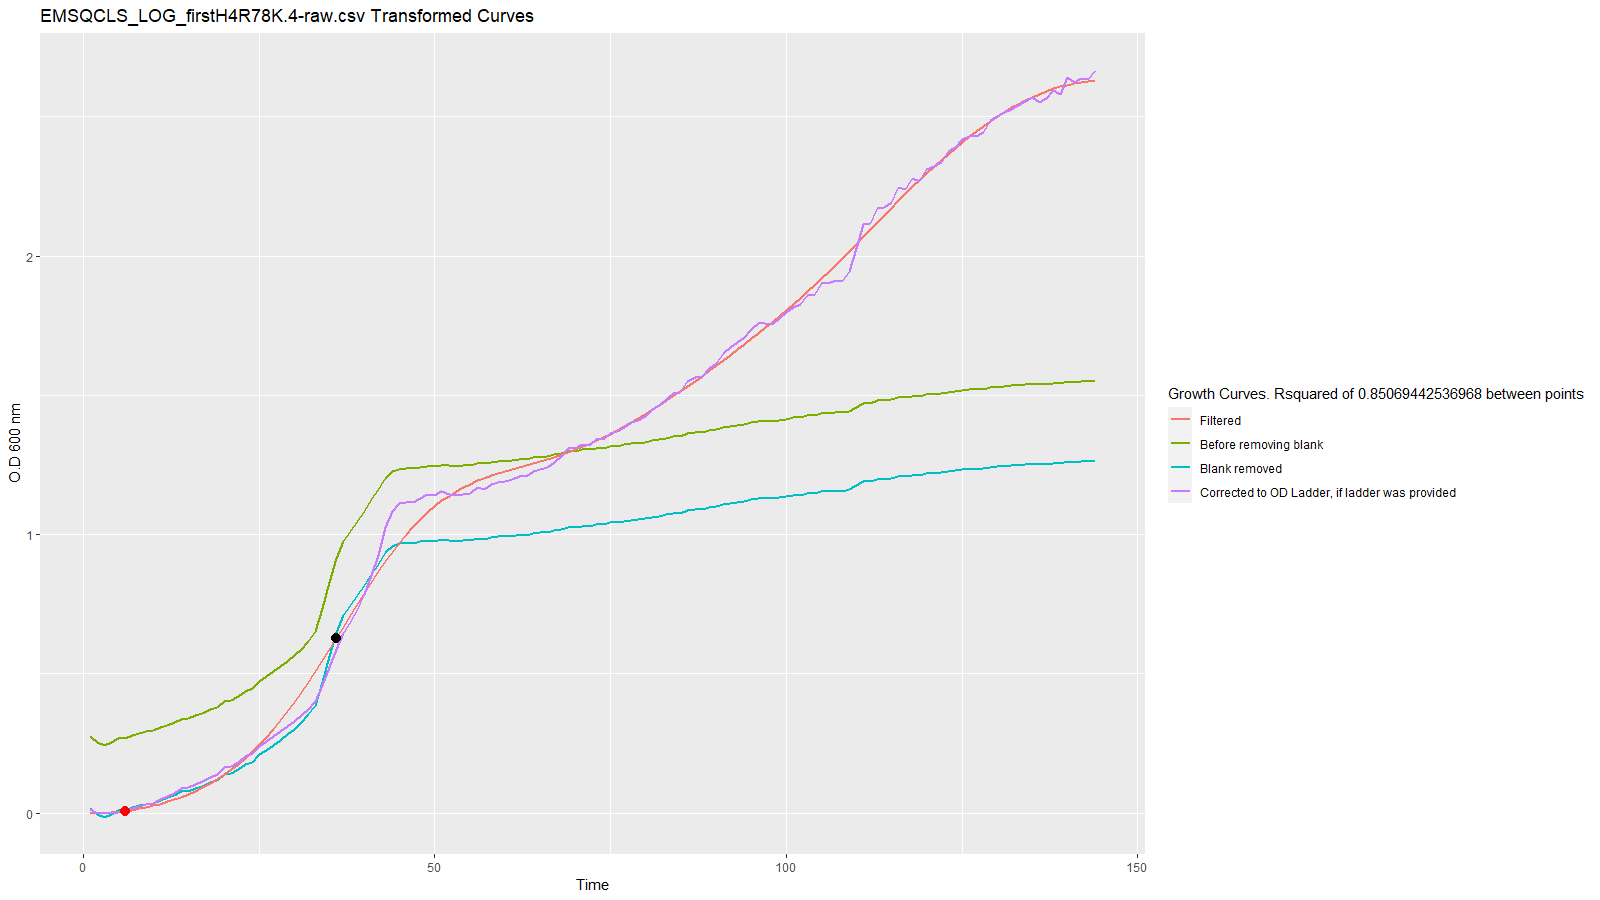 EMSQCLS_LOG_firstH4R78K.4-raw.csv Transformed Curves
O.D 600 nm
2
1
0
0
50
100
150
Time
Growth Curves. Rsquared of 0.85069442536968 between points
Filtered
Before removing blank
Blank removed
Corrected to OD Ladder, if ladder was provided